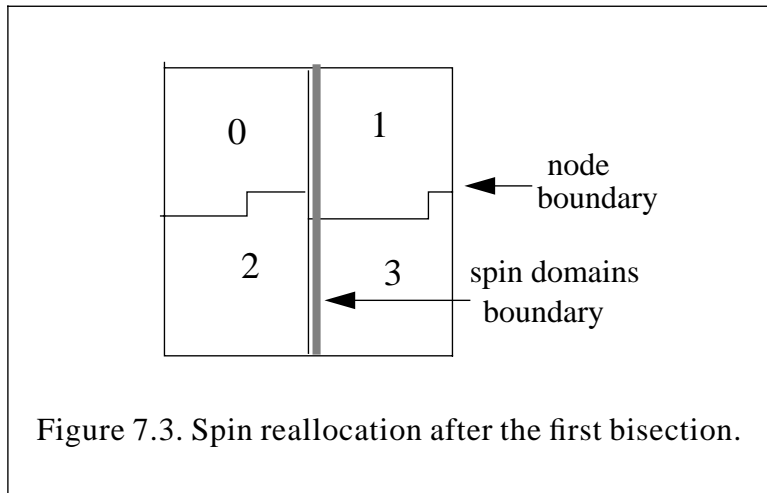 0
1
node
boundary
2
3
spin domains
boundary
Figure 7.3. Spin reallocation after the first bisection.